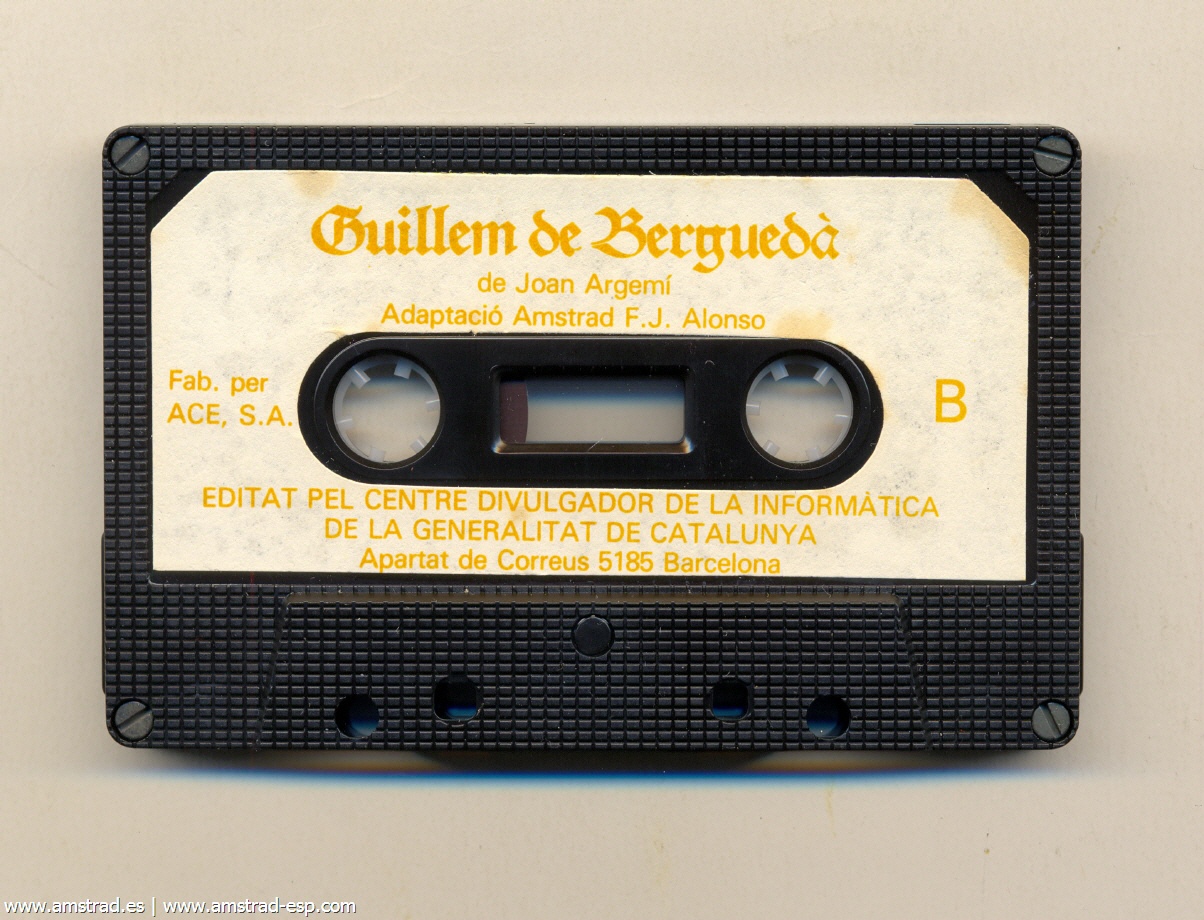 Guillem de Berguedà
de Joan Argemí
Adaptació Amstrad F.J. Alonso
Fab. per
ACE, S.A.
B
EDITAT PEL CENTRE DIVULGADOR DE LA INFORMÀTICA
DE LA GENERALITAT DE CATALUNYA
Apartat de Correus 5185 Barcelona
www.amstrad.es | www.amstrad-esp.com